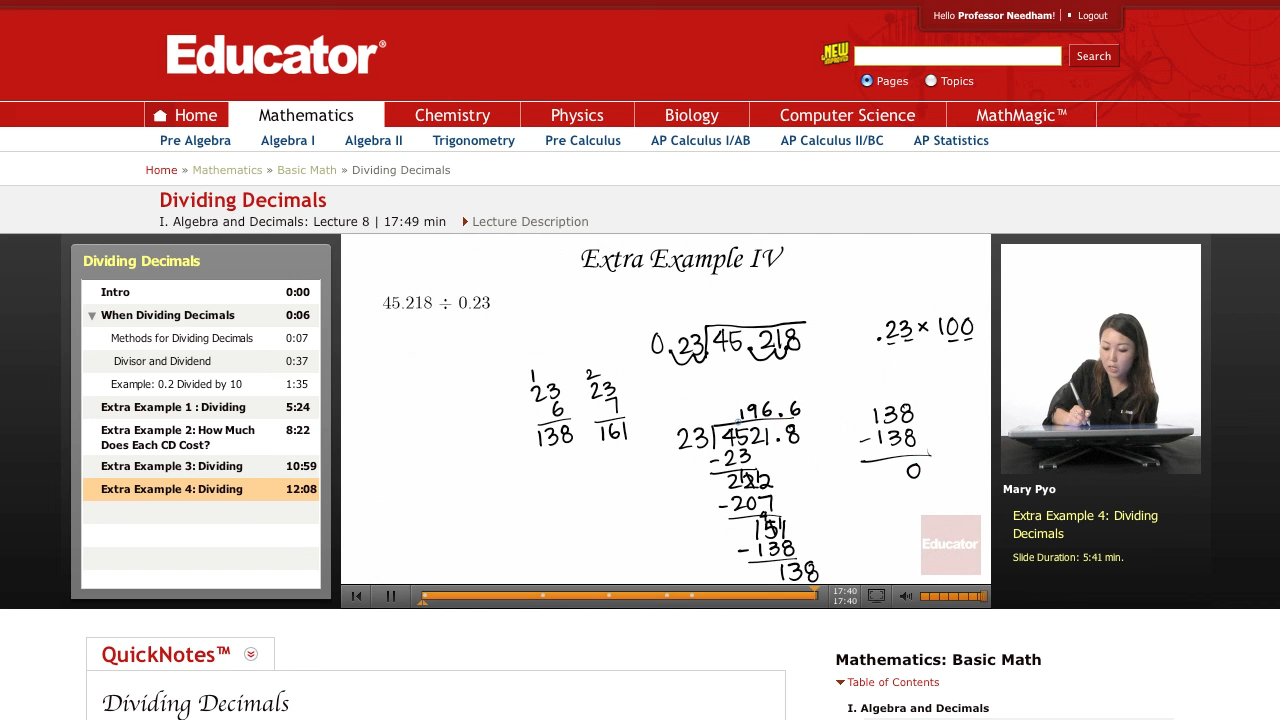 Hello Professor Needham! Logout
Educator®
NEW
Search
Pages Topics
Home Mathematics Chemistry Physics Biology Computer Science MathMagic™
Pre Algebra Algebra I Algebra II Trigonometry Pre Calculus AP Calculus I/AB AP Calculus II/BC AP Statistics
Home » Mathematics » Basic Math » Dividing Decimals
Dividing Decimals
I. Algebra and Decimals: Lecture 8 | 17:49 min Lecture Description
Dividing Decimals
Intro 0:00
When Dividing Decimals 0:06
Methods for Dividing Decimals 0:07
Divisor and Dividend 0:37
Example: 0.2 Divided by 10 1:35
Extra Example 1 : Dividing 5:24
Extra Example 2: How Much Does Each CD Cost? 8:22
Extra Example 3: Dividing 10:59
Extra Example 4: Dividing 12:08
Extra Example IV
45.218 ÷ 0.23
0.23 45.218
.23 × 100
1
23
6
138
2
23
7
161
196.6
23 4521.8
-23
222
-207
151
-138
138
138
-138
0
Educator
17:40
17:40
Mary Pyo
Extra Example 4: Dividing
Decimals
Slide Duration: 5:41 min.
QuickNotes™
Dividing Decimals
Mathematics: Basic Math
Table of Contents
I. Algebra and Decimals